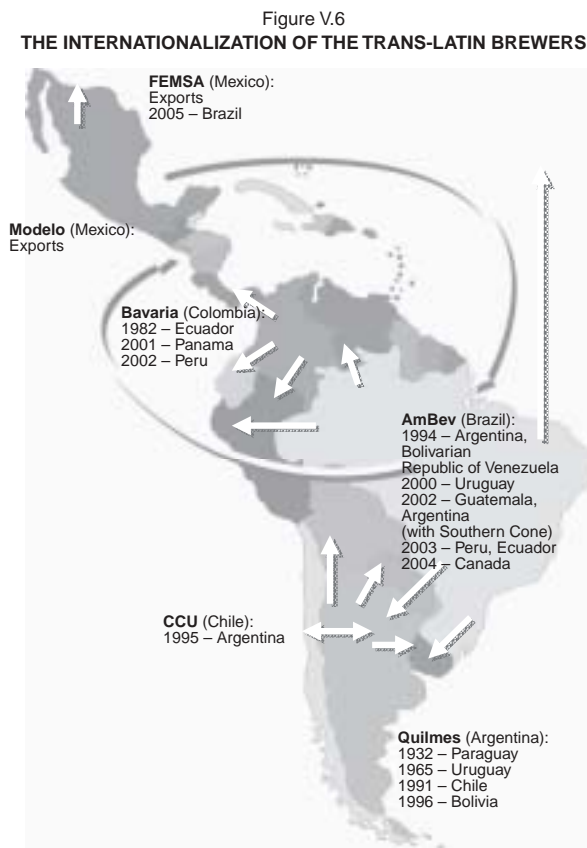 Figure V.6
THE INTERNATIONALIZATION OF THE TRANS-LATIN BREWERS
FEMSA (Mexico):
Exports
2005 – Brazil
Modelo (Mexico):
Exports
Bavaria (Colombia):
1982 – Ecuador
2001 – Panama
2002 – Peru
AmBev (Brazil):
1994 – Argentina,
Bolivarian
Republic of Venezuela
2000 – Uruguay
2002 – Guatemala,
Argentina
(with Southern Cone)
2003 – Peru, Ecuador
2004 – Canada
CCU (Chile):
1995 – Argentina
Quilmes (Argentina):
1932 – Paraguay
1965 – Uruguay
1991 – Chile
1996 – Bolivia